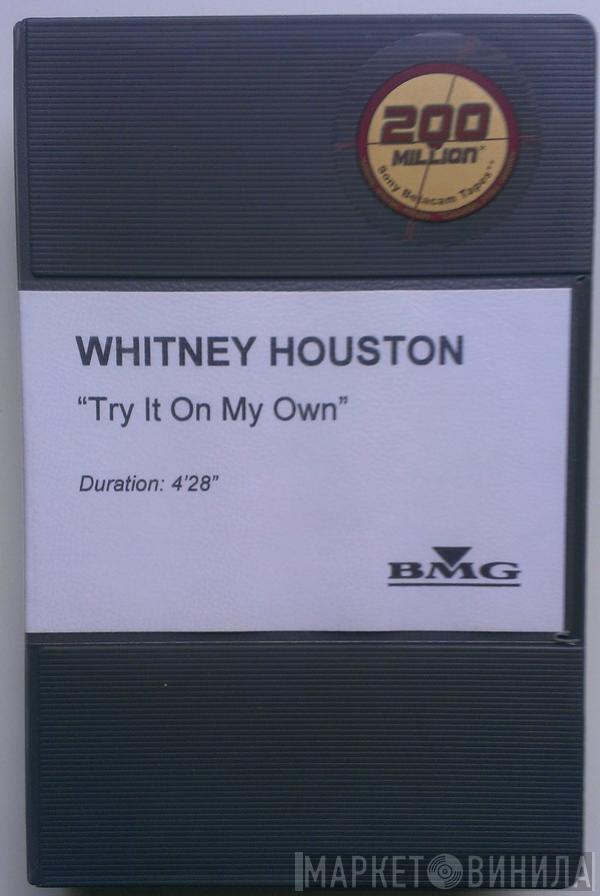 200
MILLION*
Sony Betacam Tapes**
WHITNEY HOUSTON
“Try It On My Own”
Duration: 4’28”
BMG
МАРКЕТ ВИНИЛА